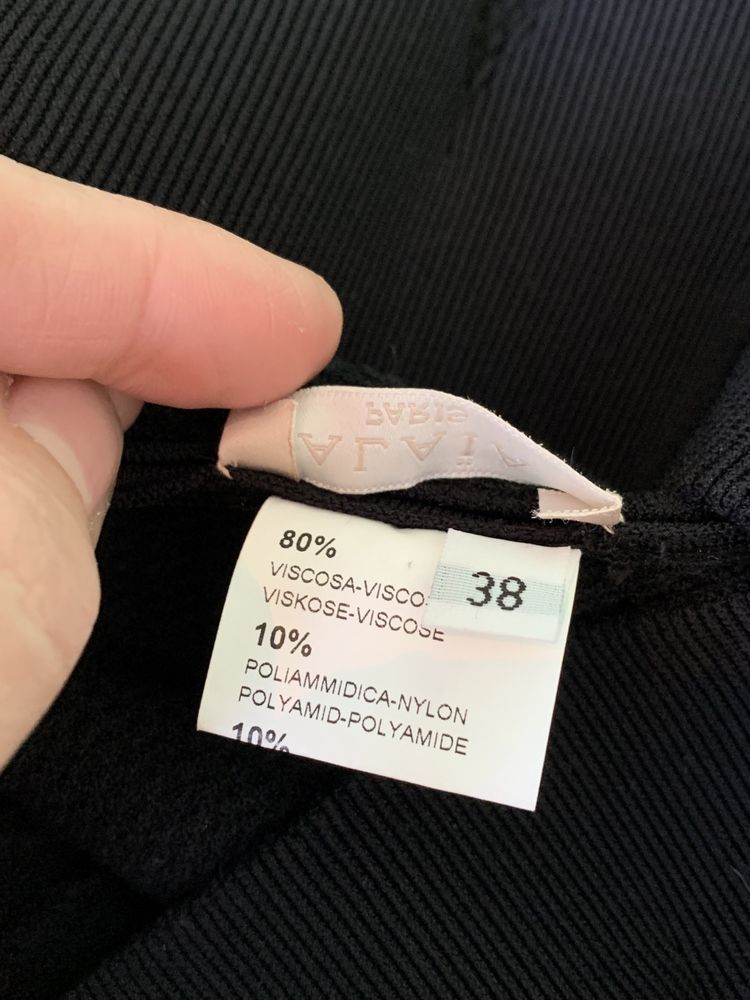 PARIS
ALAÏA
80%
VISCOSA-VISCO
38
VISKOSE-VISCOSE
10%
POLIAMMIDICA-NYLON
POLYAMID-POLYAMIDE
10%